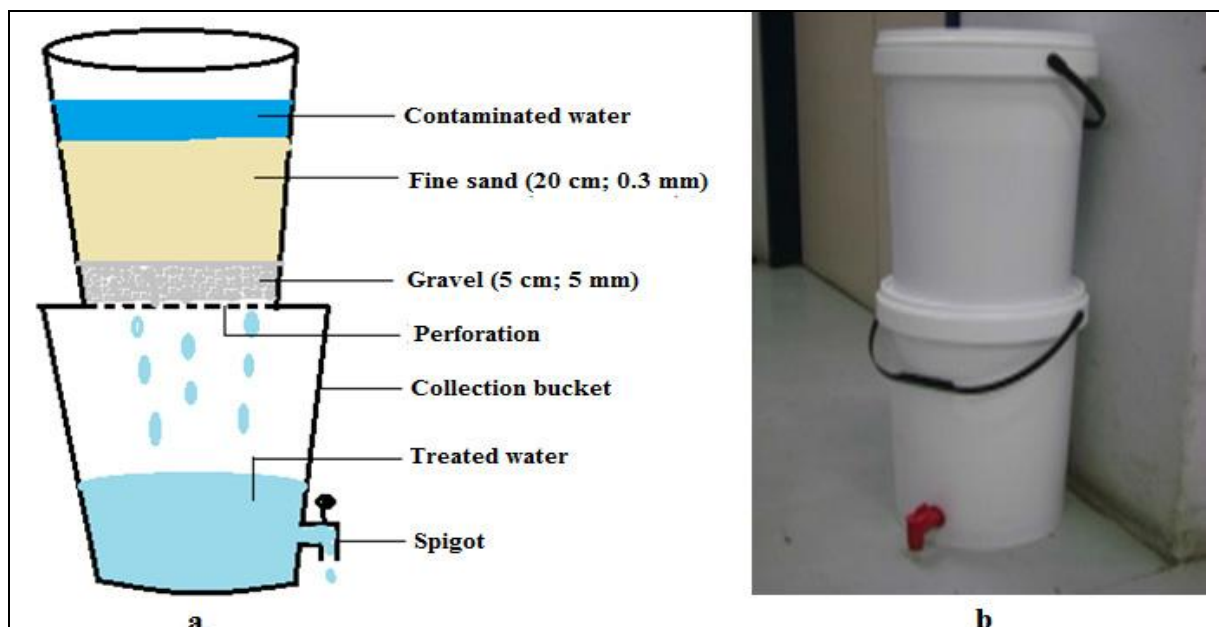 Contaminated water
Fine sand (20 cm; 0.3 mm)
Gravel (5 cm; 5 mm)
Perforation
Collection bucket
Treated water
Spigot
a
b